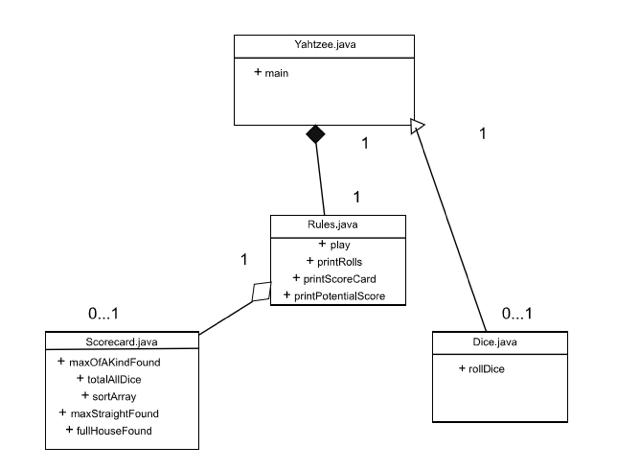 Yahtzee.java
+ main
1
1
1
Rules.java
+ play
+ printRolls
+ printScoreCard
+ printPotentialScore
1
0...1
0...1
Scorecard.java
+ maxOfAKindFound
+ totalAllDice
+ sortArray
+ maxStraightFound
+ fullHouseFound
Dice.java
+ rollDice